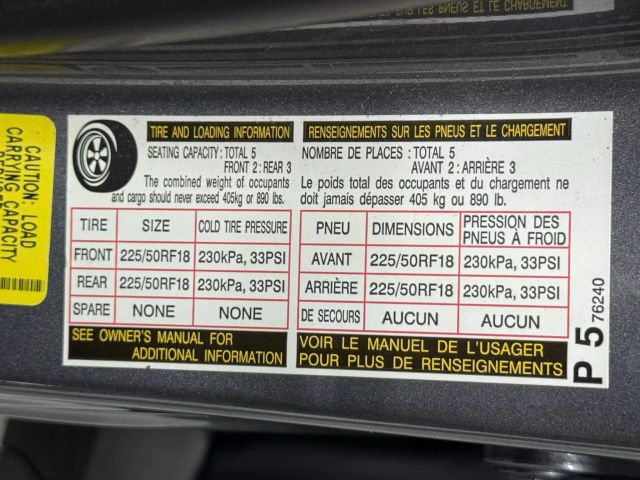 CAUTION: LOAD
CARRYING CAPACITY
TIRE AND LOADING INFORMATION
SEATING CAPACITY: TOTAL 5
FRONT 2: REAR 3
The combined weight of occupants
and cargo should never exceed 405kg or 890 lbs.
TIRE SIZE COLD TIRE PRESSURE
FRONT 225/50RF18 230kPa, 33PSI
REAR 225/50RF18 230kPa, 33PSI
SPARE NONE NONE
SEE OWNER'S MANUAL FOR
ADDITIONAL INFORMATION
RENSEIGNEMENTS SUR LES PNEUS ET LE CHARGEMENT
NOMBRE DE PLACES: TOTAL 5
AVANT 2: ARRIÈRE 3
Le poids total des occupants et du chargement ne
doit jamais dépasser 405 kg ou 890 lb.
PNEU DIMENSIONS PRESSION DES
PNEUS À FROID
AVANT 225/50RF18 230kPa, 33PSI
ARRIÈRE 225/50RF18 230kPa, 33PSI
DE SECOURS AUCUN AUCUN
VOIR LE MANUEL DE L'USAGER
POUR PLUS DE RENSEIGNEMENTS
P 5 76240